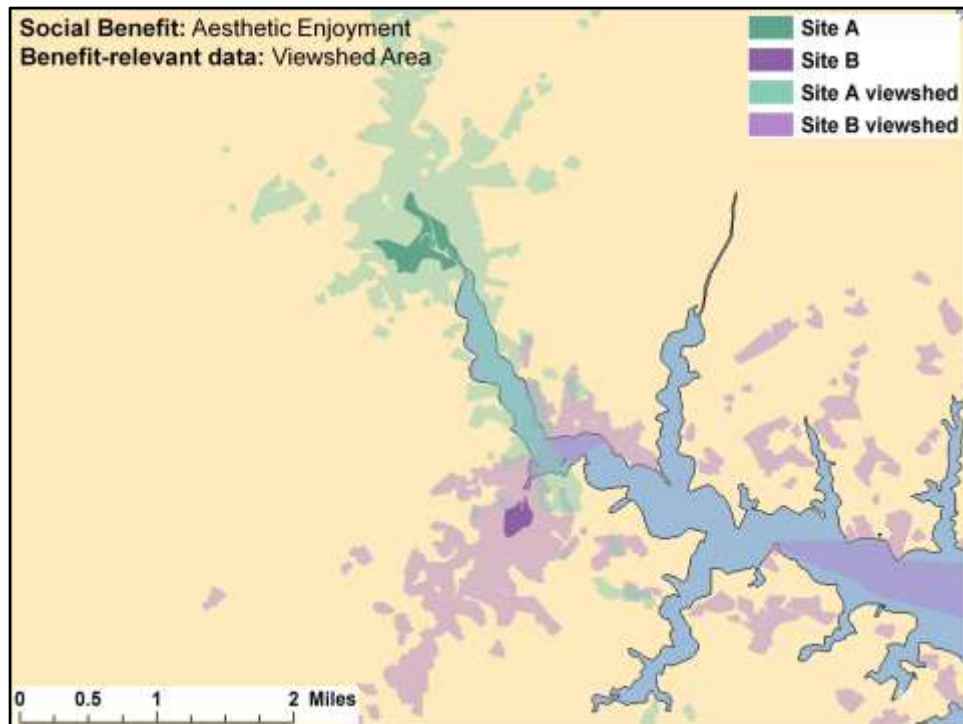 Social Benefit: Aesthetic Enjoyment
Benefit-relevant data: Viewshed Area
Site A
Site B
Site A viewshed
Site B viewshed
0 0.5 1 2 Miles